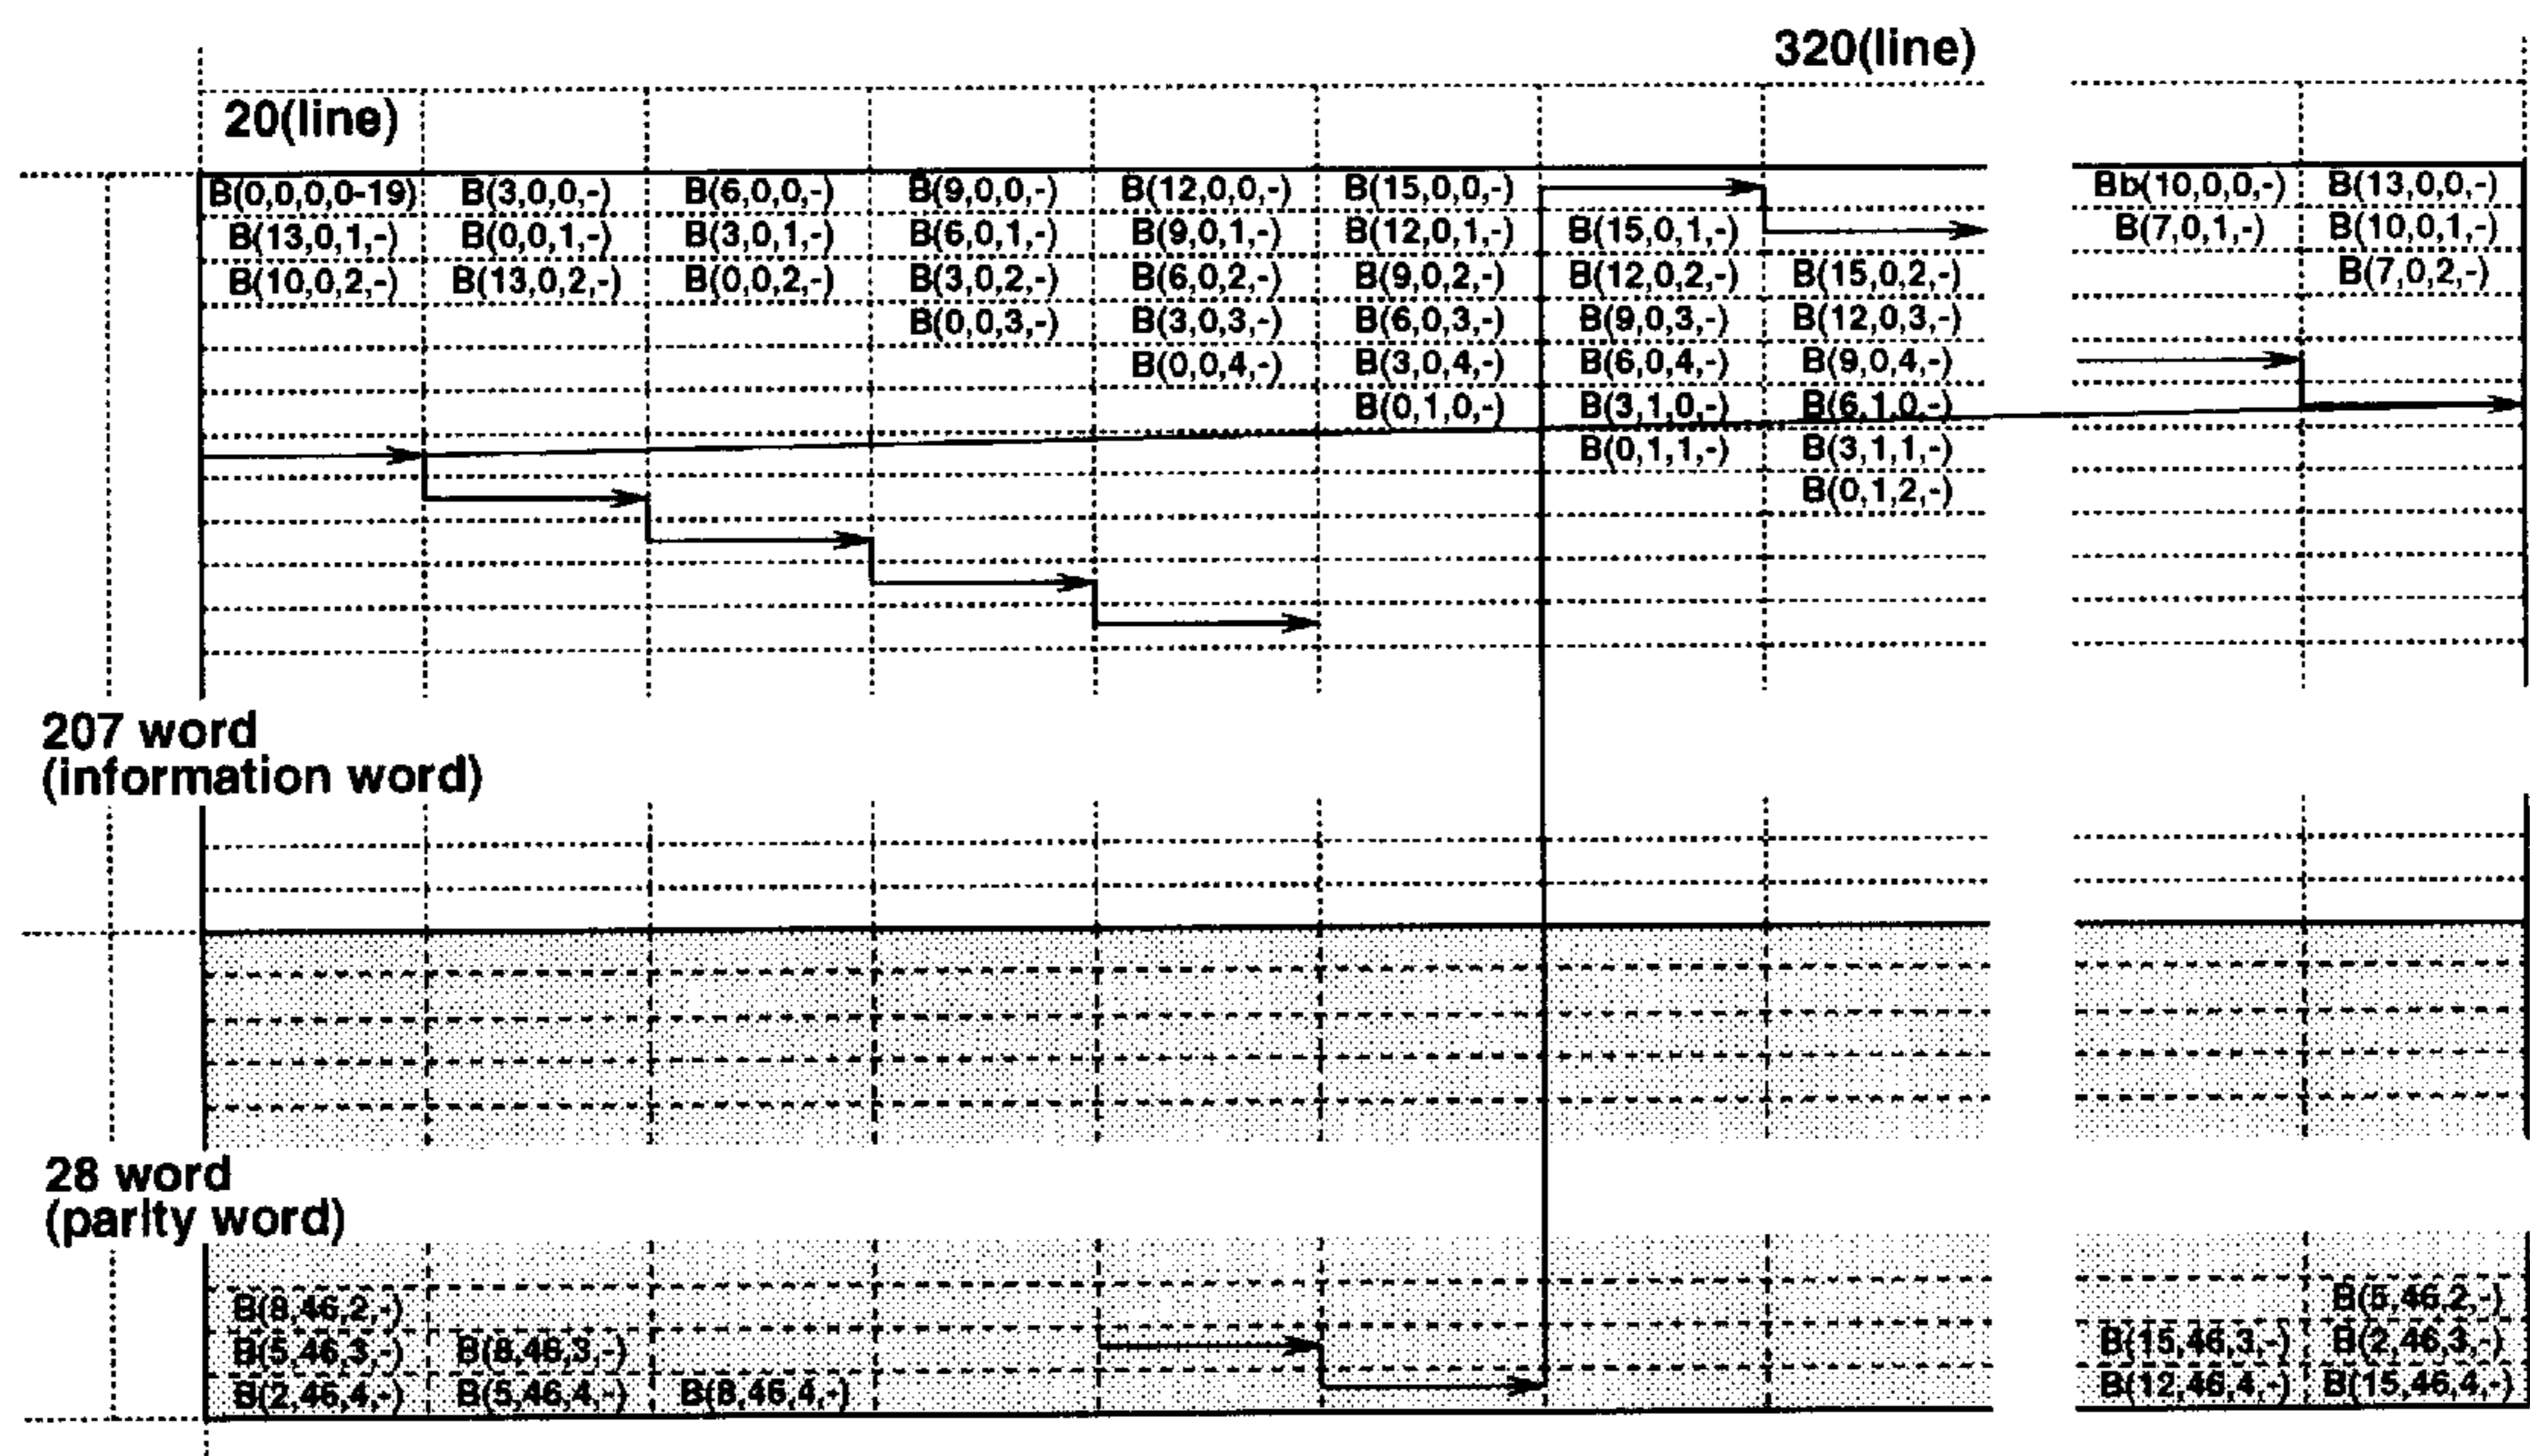 320(line)
20(line)
B(0,0,0,0-19) B(3,0,0,-) B(6,0,0,-) B(9,0,0,-) B(12,0,0,-) B(15,0,0,-) Bb(10,0,0,-) B(13,0,0,-)
B(13,0,1,-) B(0,0,1,-) B(3,0,1,-) B(6,0,1,-) B(9,0,1,-) B(12,0,1,-) B(15,0,1,-) B(7,0,1,-) B(10,0,1,-)
B(10,0,2,-) B(13,0,2,-) B(0,0,2,-) B(3,0,2,-) B(6,0,2,-) B(9,0,2,-) B(12,0,2,-) B(15,0,2,-) B(7,0,2,-)
B(0,0,3,-) B(3,0,3,-) B(6,0,3,-) B(9,0,3,-) B(12,0,3,-)
B(0,0,4,-) B(3,0,4,-) B(6,0,4,-) B(9,0,4,-)
B(0,1,0,-) B(3,1,0,-) B(6,1,0,-)
B(0,1,1,-) B(3,1,1,-)
B(0,1,2,-)
207 word
(information word)
28 word
(parity word)
B(8,46,2,-) B(5,46,2,-)
B(5,46,3,-) B(8,46,3,-) B(15,46,3,-) B(2,46,3,-)
B(2,46,4,-) B(5,46,4,-) B(8,46,4,-) B(12,46,4,-) B(15,46,4,-)